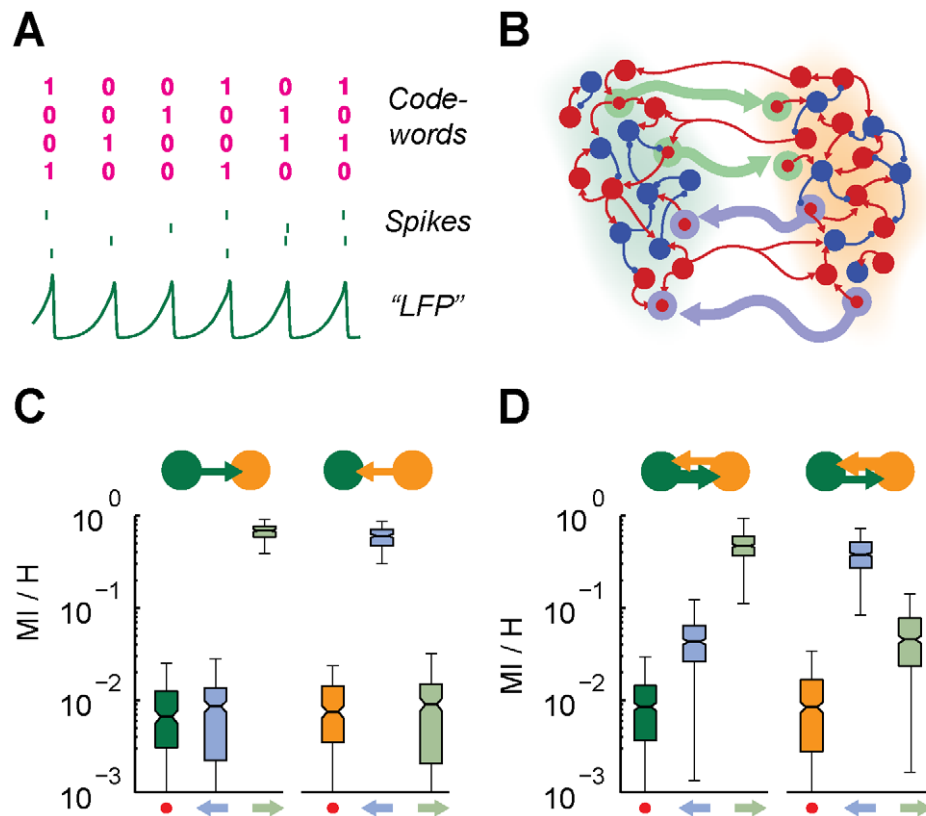 A
1 0 0 1 0 1
0 0 1 0 1 0
0 1 0 0 1 1
1 0 0 1 0 0
Code-
words
Spikes
“LFP”
B
C
MI / H
10^0
10^−1
10^−2
10^−3
D
MI / H
10^0
10^−1
10^−2
10^−3